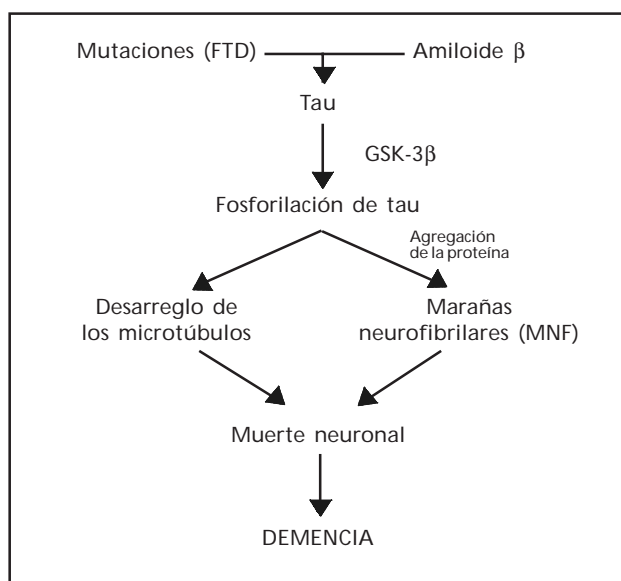 Mutaciones (FTD) Amiloide β
Tau
GSK-3β
Fosforilación de tau
Agregación
de la proteína
Desarreglo de
los microtúbulos
Marañas
neurofibrilares (MNF)
Muerte neuronal
DEMENCIA